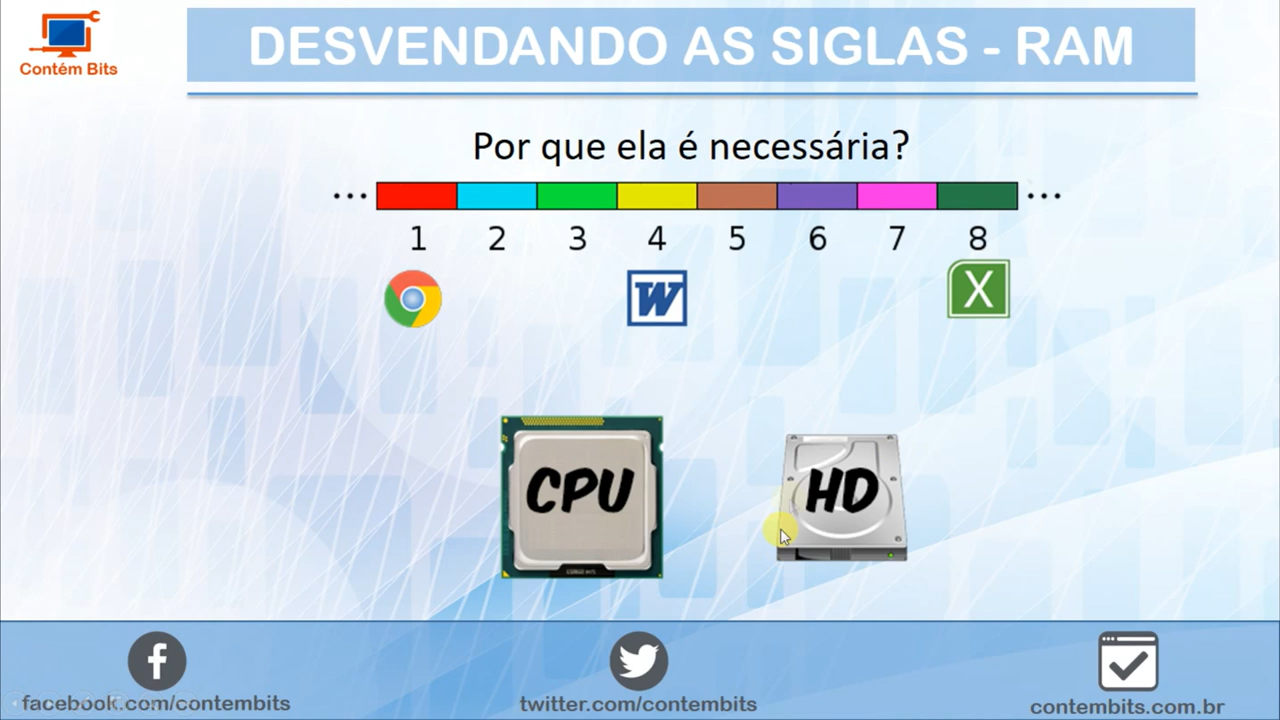 Contém Bits
DESVENDANDO AS SIGLAS - RAM
Por que ela é necessária?
... ...
1 2 3 4 5 6 7 8
W X
CPU HD
facebook.com/contembits twitter.com/contembits contembits.com.br